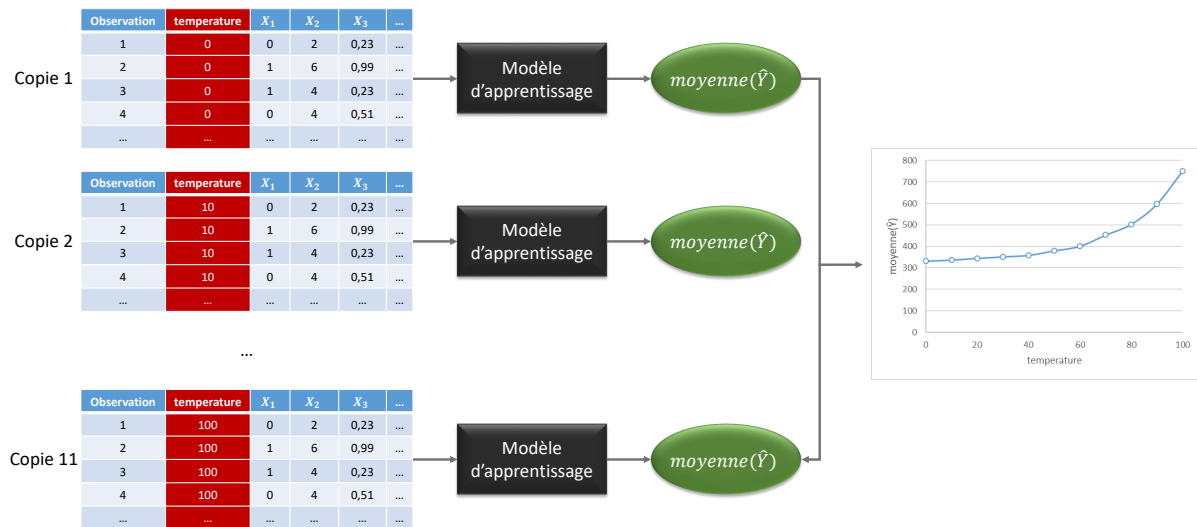 Observation temperature X₁ X₂ X₃ ...
1 0 0 2 0,23 ...
2 0 1 6 0,99 ...
3 0 1 4 0,23 ...
4 0 0 4 0,51 ...
... ... ... ... ... ...
Copie 1
Modèle
d'apprentissage
moyenne(Ŷ)
Observation temperature X₁ X₂ X₃ ...
1 10 0 2 0,23 ...
2 10 1 6 0,99 ...
3 10 1 4 0,23 ...
4 10 0 4 0,51 ...
... ... ... ... ... ...
Copie 2
Modèle
d'apprentissage
moyenne(Ŷ)
...
Observation temperature X₁ X₂ X₃ ...
1 100 0 2 0,23 ...
2 100 1 6 0,99 ...
3 100 1 4 0,23 ...
4 100 0 4 0,51 ...
... ... ... ... ... ...
Copie 11
Modèle
d'apprentissage
moyenne(Ŷ)
moyenne(Ŷ)
800
700
600
500
400
300
200
100
0
0 20 40 60 80 100
temperature